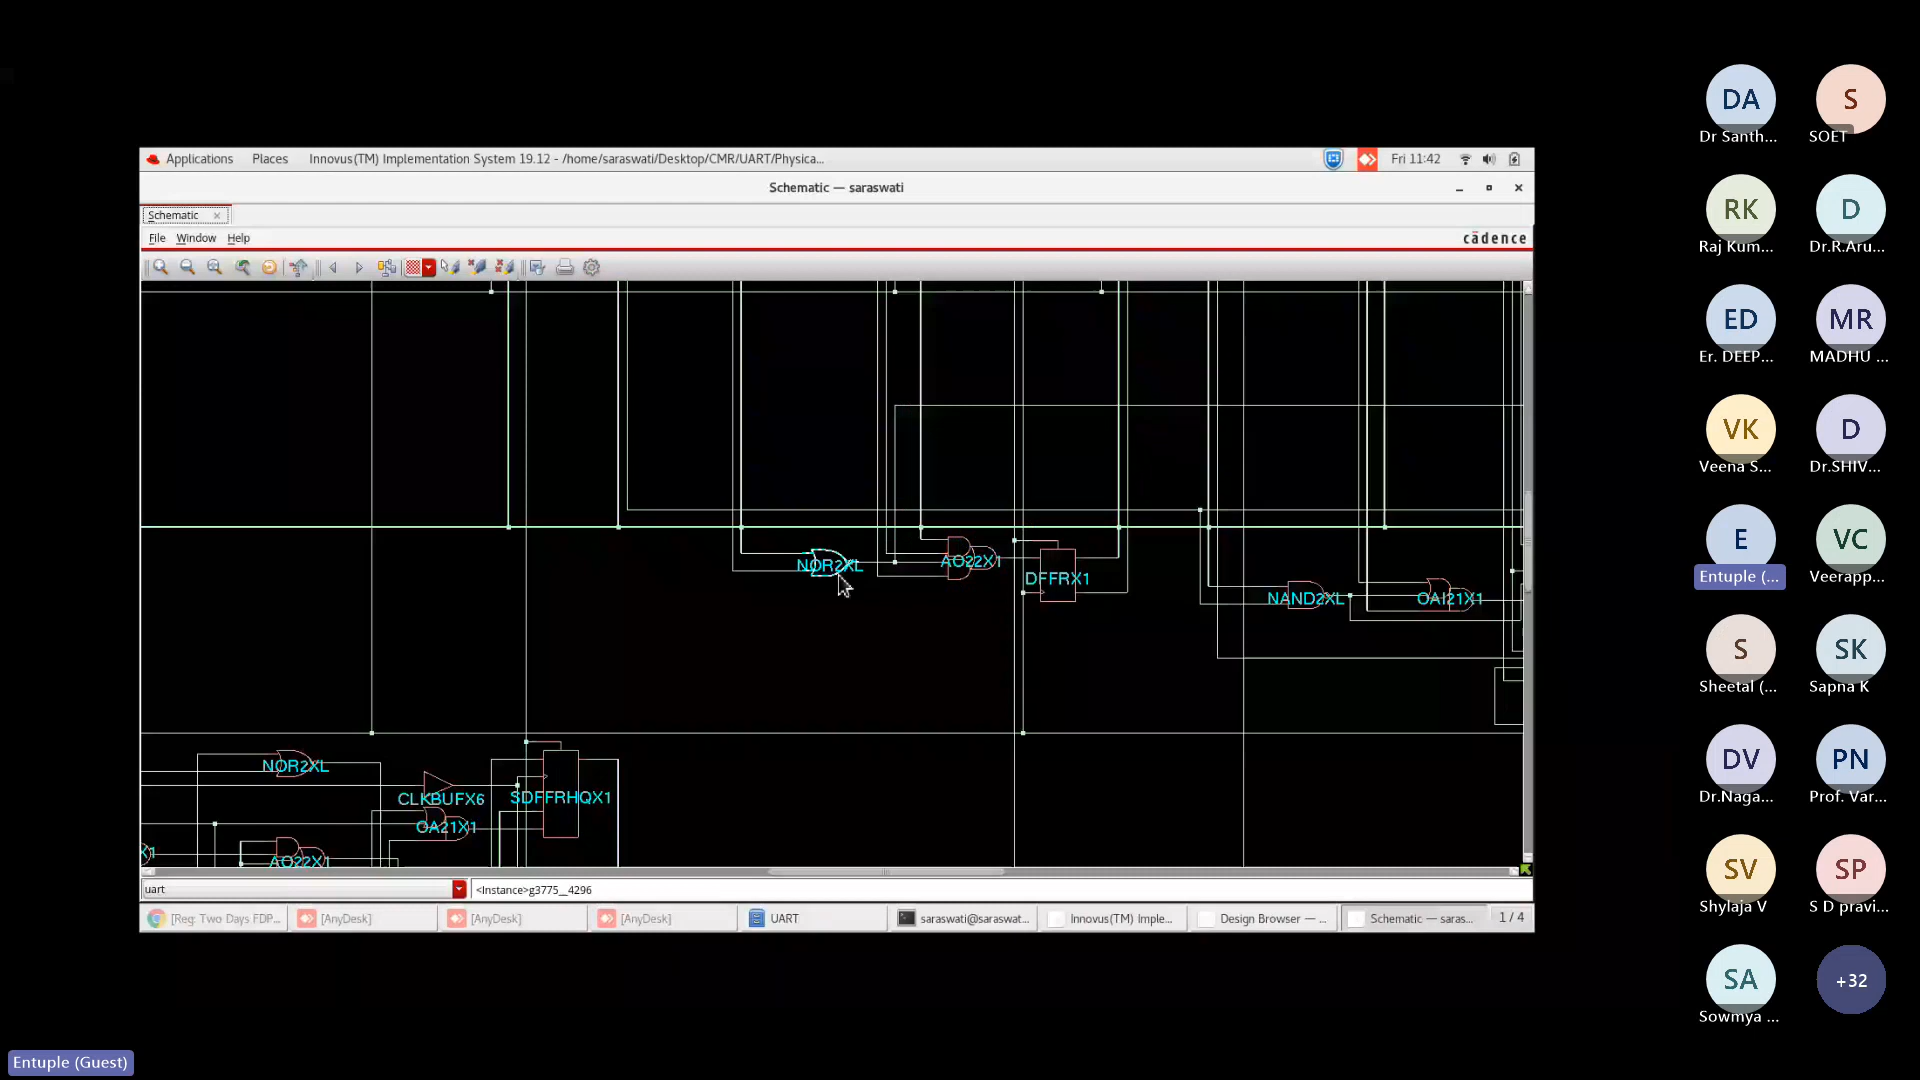 Applications Places Innovus(TM) Implementation System 19.12 - /home/saraswati/Desktop/CMR/UART/Physica... Fri 11:42
Schematic — saraswati
Schematic
File Window Help
cādence
NOR2XL
AO22X1
DFFRX1
NAND2XL
OAI21X1
NOR2XL
CLKBUFX6
SDFFRHQX1
OA21X1
X1
AO22X1
uart
<Instance>g3775__4296
[Req: Two Days FDP... [AnyDesk] [AnyDesk] [AnyDesk] UART saraswati@saraswat... Innovus(TM) Imple... Design Browser — ... Schematic — saras... 1 / 4
DA S
Dr Santh... SOET
RK D
Raj Kum... Dr.R.Aru...
ED MR
Er. DEEP... MADHU ...
VK D
Veena S... Dr.SHIV...
E VC
Entuple (... Veerapp...
S SK
Sheetal (... Sapna K
DV PN
Dr.Naga... Prof. Var...
SV SP
Shylaja V S D pravi...
SA +32
Sowmya ...
Entuple (Guest)